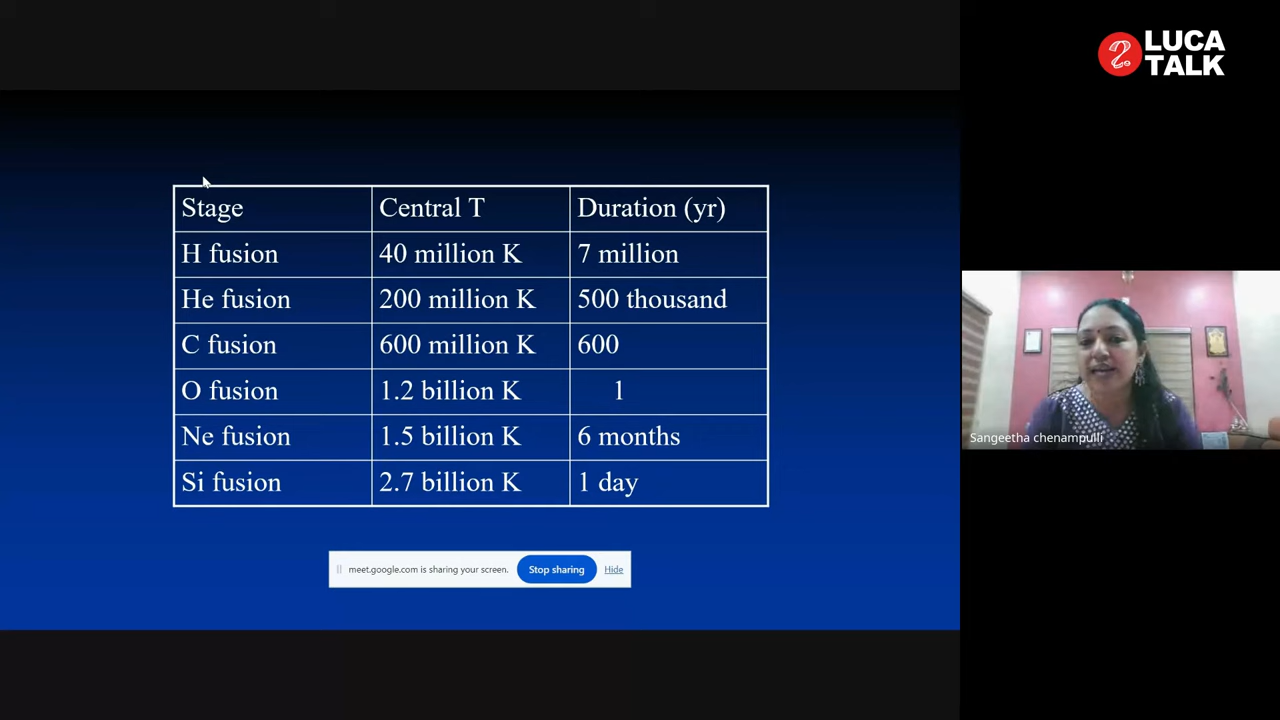 LUCA
TALK
Stage Central T Duration (yr)
H fusion 40 million K 7 million
He fusion 200 million K 500 thousand
C fusion 600 million K 600
O fusion 1.2 billion K 1
Ne fusion 1.5 billion K 6 months
Si fusion 2.7 billion K 1 day
Sangeetha chenampulli
meet.google.com is sharing your screen. Stop sharing Hide